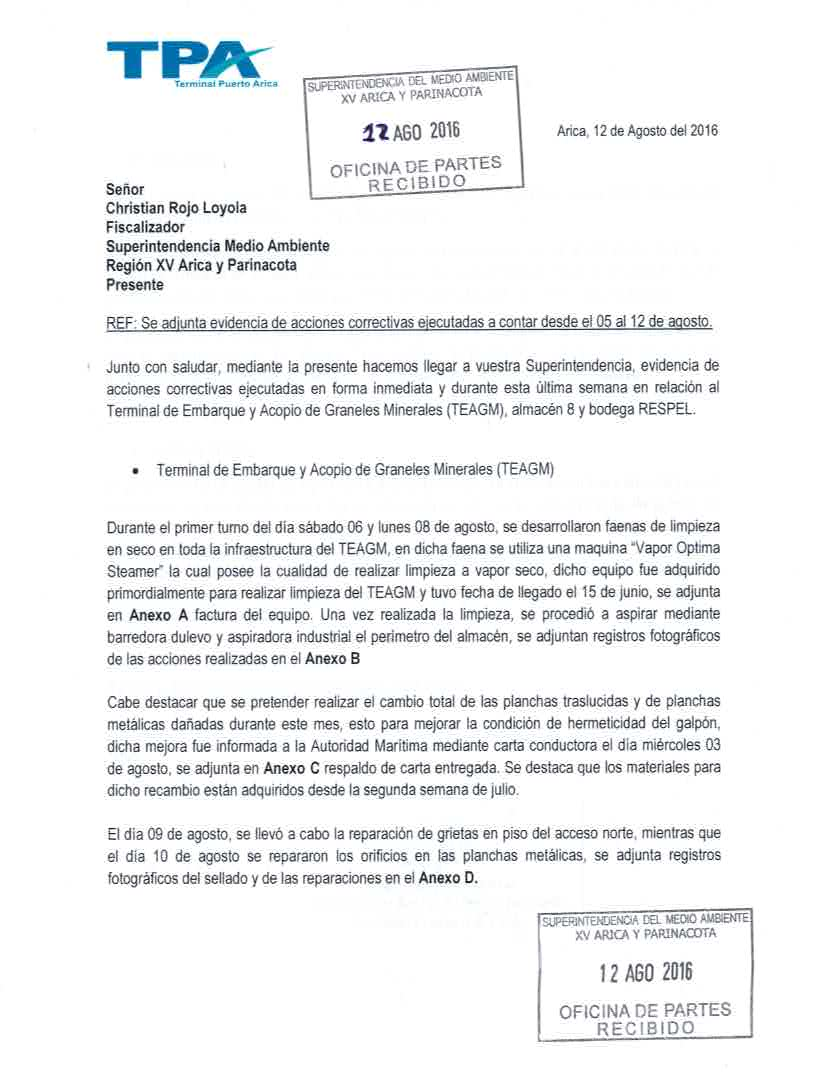 TPA
Terminal Puerto Arica
SUPERINTENDENCIA DEL MEDIO AMBIENTE
XV ARICA Y PARINACOTA
12 AGO 2016
OFICINA DE PARTES
RECIBIDO
Arica, 12 de Agosto del 2016
Señor
Christian Rojo Loyola
Fiscalizador
Superintendencia Medio Ambiente
Región XV Arica y Parinacota
Presente
REF: Se adjunta evidencia de acciones correctivas ejecutadas a contar desde el 05 al 12 de agosto.
Junto con saludar, mediante la presente hacemos llegar a vuestra Superintendencia, evidencia de
acciones correctivas ejecutadas en forma inmediata y durante esta última semana en relación al
Terminal de Embarque y Acopio de Graneles Minerales (TEAGM), almacén 8 y bodega RESPEL.
• Terminal de Embarque y Acopio de Graneles Minerales (TEAGM)
Durante el primer turno del día sábado 06 y lunes 08 de agosto, se desarrollaron faenas de limpieza
en seco en toda la infraestructura del TEAGM, en dicha faena se utiliza una maquina “Vapor Optima
Steamer” la cual posee la cualidad de realizar limpieza a vapor seco, dicho equipo fue adquirido
primordialmente para realizar limpieza del TEAGM y tuvo fecha de llegado el 15 de junio, se adjunta
en Anexo A factura del equipo. Una vez realizada la limpieza, se procedió a aspirar mediante
barredora dulevo y aspiradora industrial el perímetro del almacén, se adjuntan registros fotográficos
de las acciones realizadas en el Anexo B
Cabe destacar que se pretender realizar el cambio total de las planchas traslucidas y de planchas
metálicas dañadas durante este mes, esto para mejorar la condición de hermeticidad del galpón,
dicha mejora fue informada a la Autoridad Marítima mediante carta conductora el día miércoles 03
de agosto, se adjunta en Anexo C respaldo de carta entregada. Se destaca que los materiales para
dicho recambio están adquiridos desde la segunda semana de julio.
El día 09 de agosto, se llevó a cabo la reparación de grietas en piso del acceso norte, mientras que
el día 10 de agosto se repararon los orificios en las planchas metálicas, se adjunta registros
fotográficos del sellado y de las reparaciones en el Anexo D.
SUPERINTENDENCIA DEL MEDIO AMBIENTE
XV ARICA Y PARINACOTA
12 AGO 2016
OFICINA DE PARTES
RECIBIDO